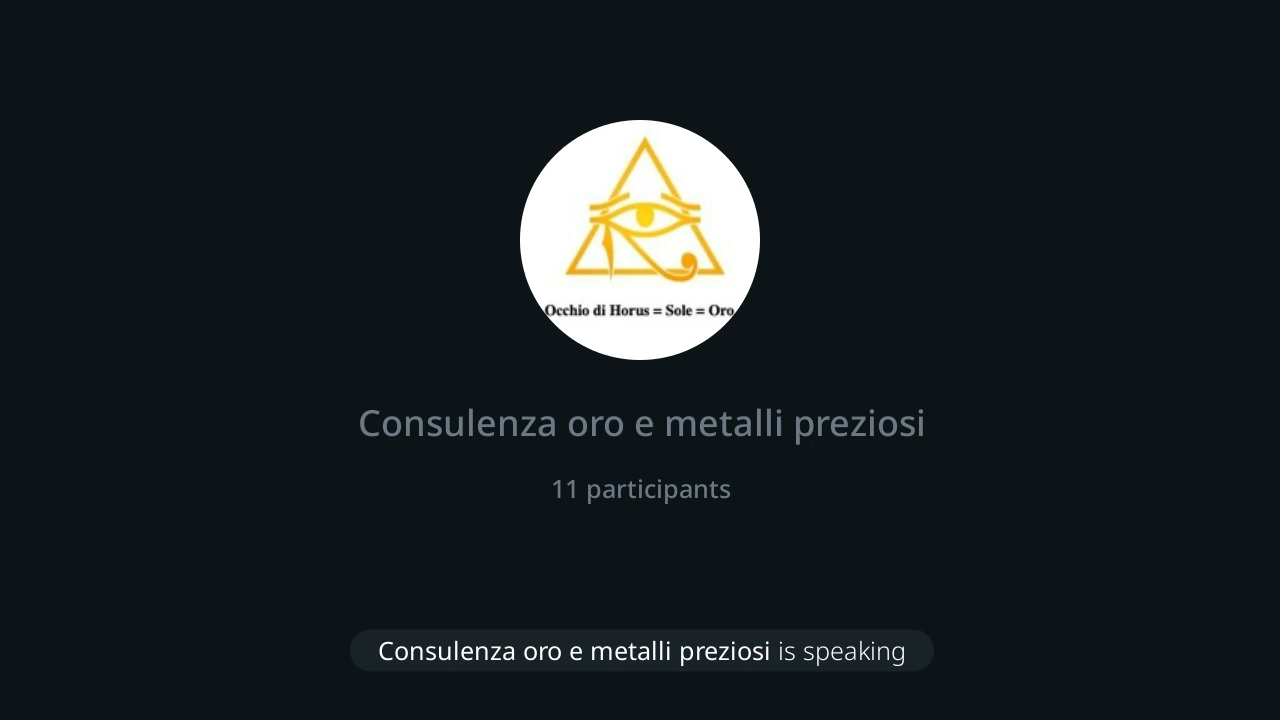 Occhio di Horus = Sole = Oro
Consulenza oro e metalli preziosi
11 participants
Consulenza oro e metalli preziosi is speaking